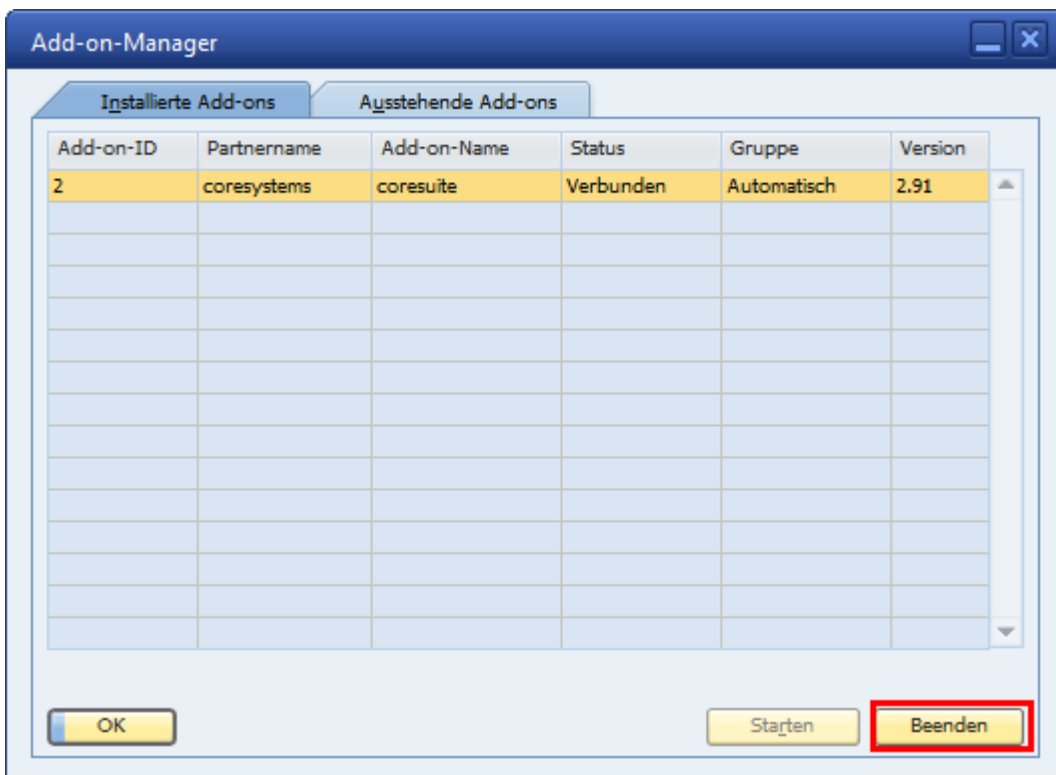 Add-on-Manager
Installierte Add-ons Ausstehende Add-ons
Add-on-ID Partnername Add-on-Name Status Gruppe Version
2 coresystems coresuite Verbunden Automatisch 2.91
OK Starten Beenden